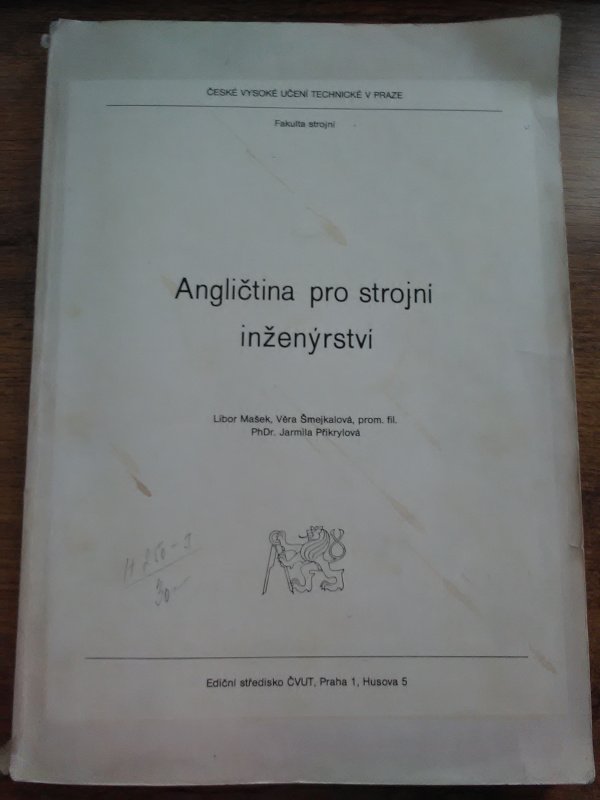 ČESKÉ VYSOKÉ UČENÍ TECHNICKÉ V PRAZE
Fakulta strojní
Angličtina pro strojní
inženýrství
Libor Mašek, Věra Šmejkalová, prom. fil.
PhDr. Jarmila Přikrylová
30—
Ediční středisko ČVUT, Praha 1, Husova 5